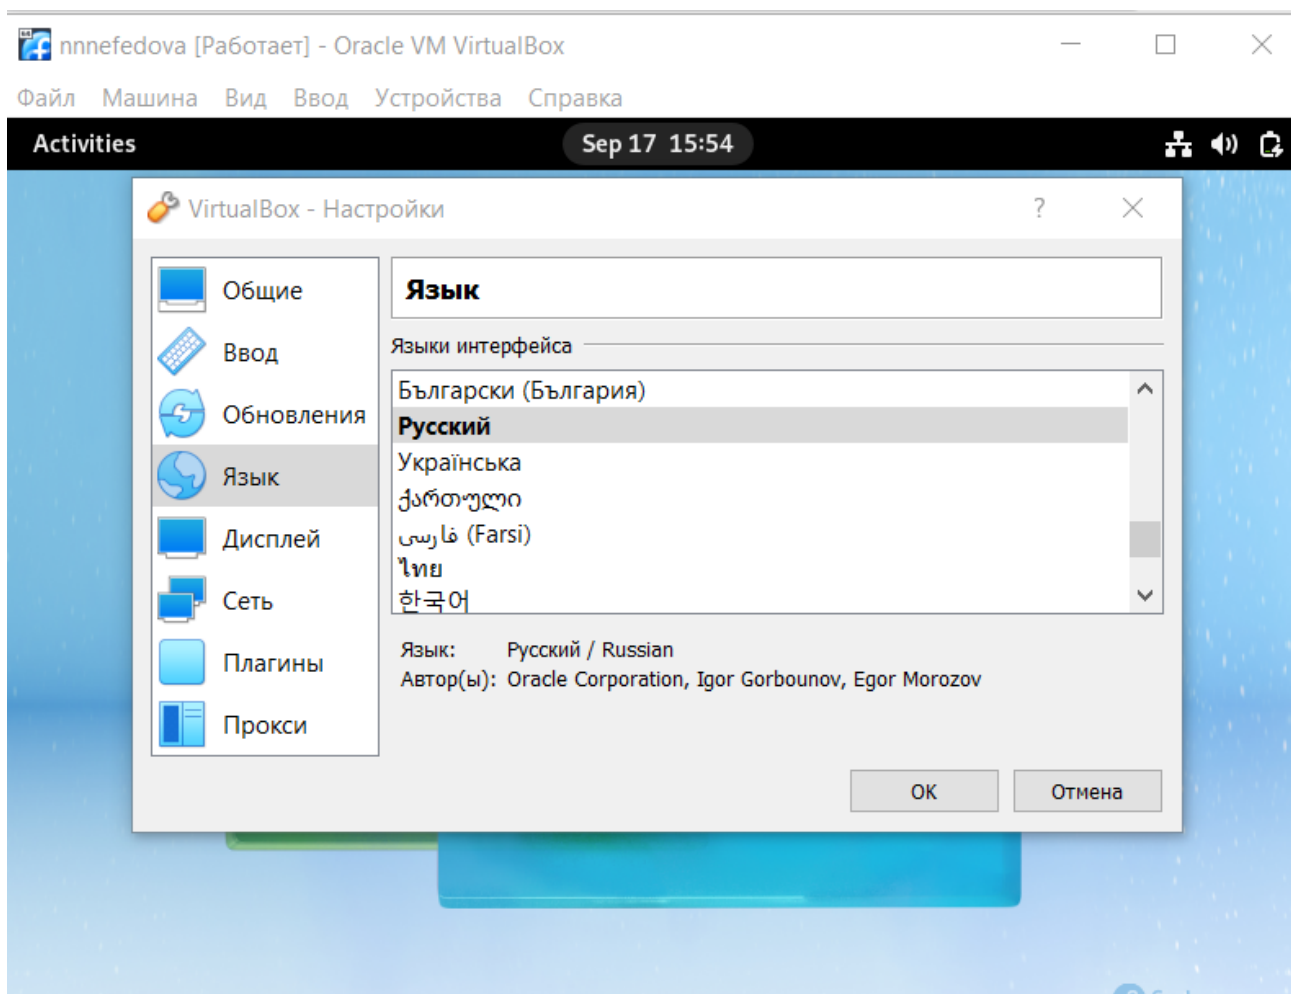 nnnefedova [Работает] - Oracle VM VirtualBox
Файл Машина Вид Ввод Устройства Справка
Activities
Sep 17 15:54
VirtualBox - Настройки
?
Общие
Ввод
Обновления
Язык
Дисплей
Сеть
Плагины
Прокси
Язык
Языки интерфейса
Български (България)
Русский
Українська
ქართული
فارسی (Farsi)
ไทย
한국어
Язык: Русский / Russian
Автор(ы): Oracle Corporation, Igor Gorbounov, Egor Morozov
ОК
Отмена